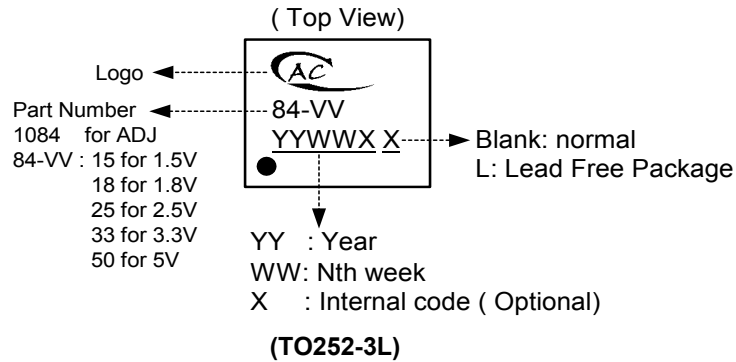 ( Top View)
Logo
AC
Part Number
1084 for ADJ
84-VV : 15 for 1.5V
18 for 1.8V
25 for 2.5V
33 for 3.3V
50 for 5V
84-VV
YYWWX X
Blank: normal
L: Lead Free Package
YY : Year
WW: Nth week
X : Internal code ( Optional)
(TO252-3L)